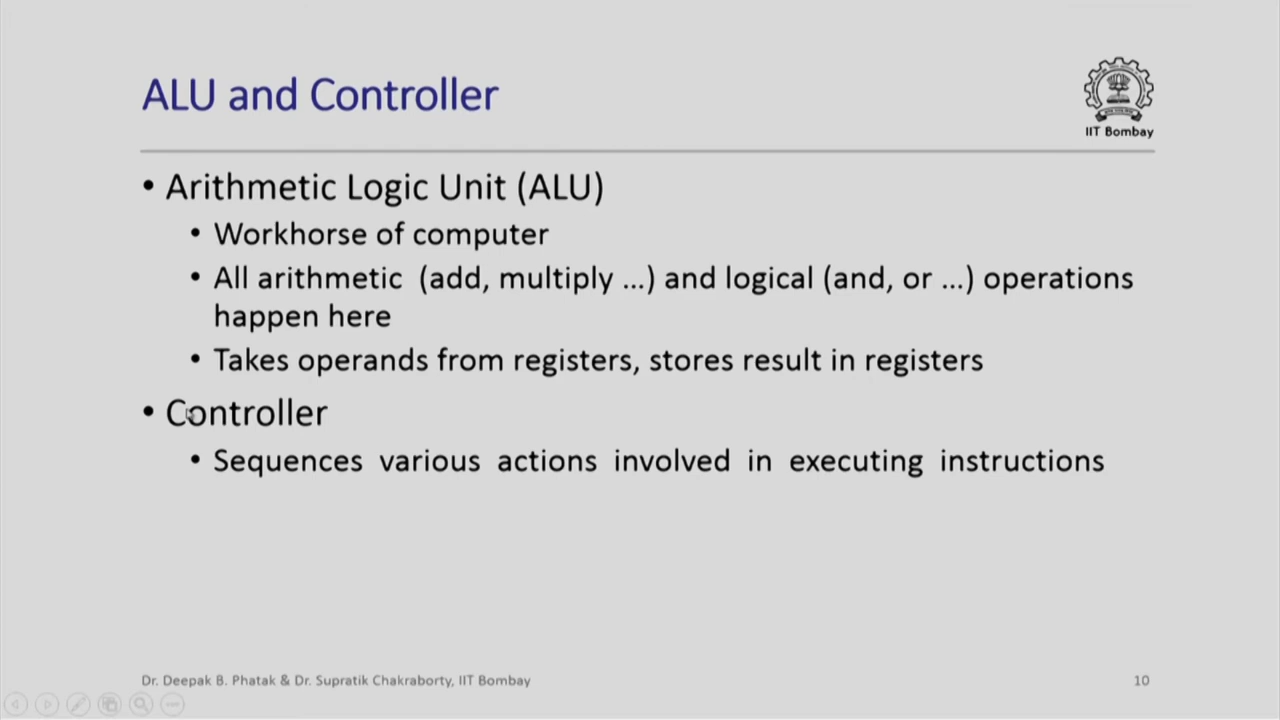 ALU and Controller
IIT Bombay
• Arithmetic Logic Unit (ALU)
• Workhorse of computer
• All arithmetic (add, multiply ...) and logical (and, or ...) operations
happen here
• Takes operands from registers, stores result in registers
• Controller
• Sequences various actions involved in executing instructions
Dr. Deepak B. Phatak & Dr. Supratik Chakraborty, IIT Bombay
10